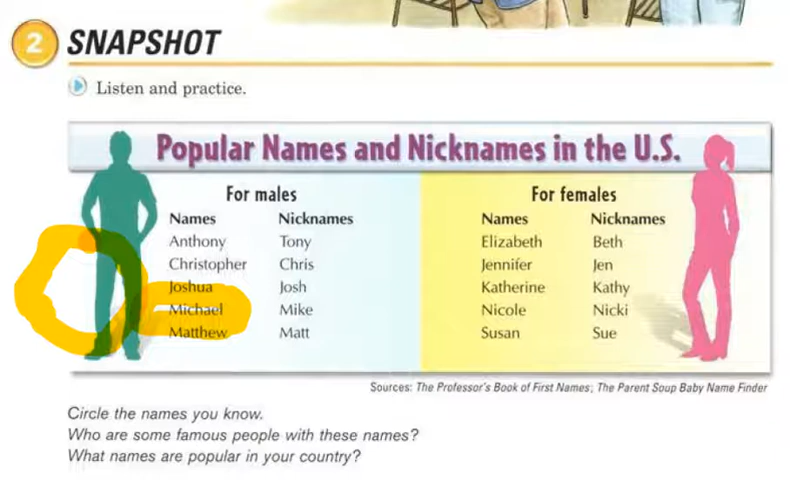 2 SNAPSHOT
Listen and practice.
Popular Names and Nicknames in the U.S.
For males
Names Nicknames
Anthony Tony
Christopher Chris
Joshua Josh
Michael Mike
Matthew Matt
For females
Names Nicknames
Elizabeth Beth
Jennifer Jen
Katherine Kathy
Nicole Nicki
Susan Sue
Sources: The Professor's Book of First Names; The Parent Soup Baby Name Finder
Circle the names you know.
Who are some famous people with these names?
What names are popular in your country?